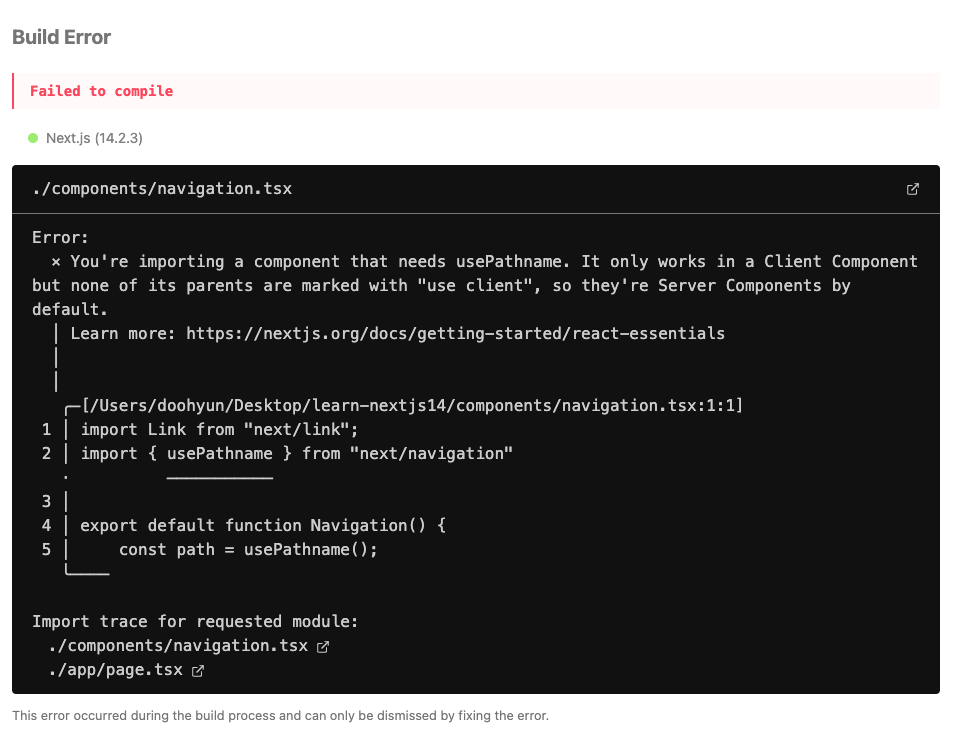 Build Error
Failed to compile
Next.js (14.2.3)
./components/navigation.tsx
Error:
× You're importing a component that needs usePathname. It only works in a Client Component
but none of its parents are marked with "use client", so they're Server Components by
default.
│ Learn more: https://nextjs.org/docs/getting-started/react-essentials
│
│
╭─[/Users/doohyun/Desktop/learn-nextjs14/components/navigation.tsx:1:1]
1 │ import Link from "next/link";
2 │ import { usePathname } from "next/navigation"
· ───────────
3 │
4 │ export default function Navigation() {
5 │     const path = usePathname();
╰────
Import trace for requested module:
./components/navigation.tsx
./app/page.tsx
This error occurred during the build process and can only be dismissed by fixing the error.